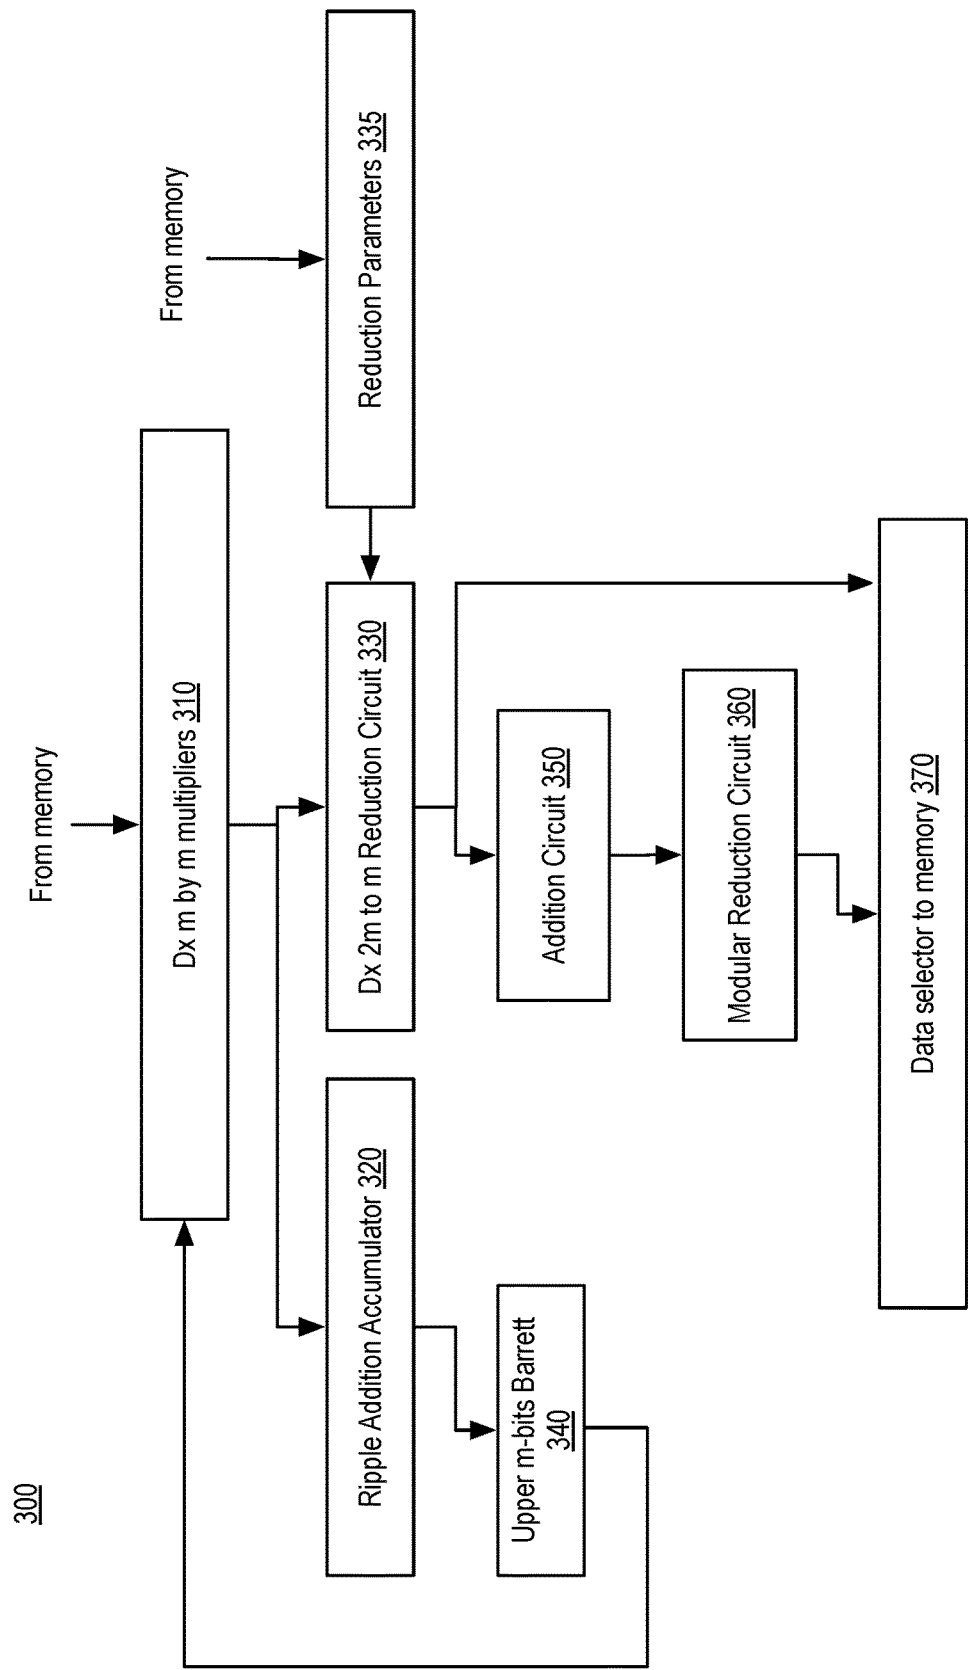 300
From memory
From memory
Dx m by m multipliers 310
Ripple Addition Accumulator 320
Dx 2m to m Reduction Circuit 330
Reduction Parameters 335
Upper m-bits Barrett
340
Addition Circuit 350
Modular Reduction Circuit 360
Data selector to memory 370